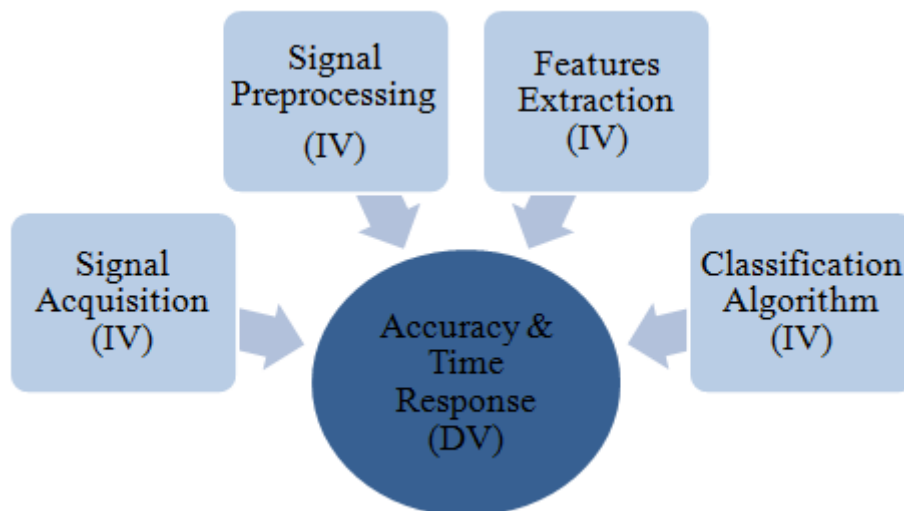 Signal
Preprocessing
(IV)
Features
Extraction
(IV)
Signal
Acquisition
(IV)
Classification
Algorithm
(IV)
Accuracy &
Time
Response
(DV)